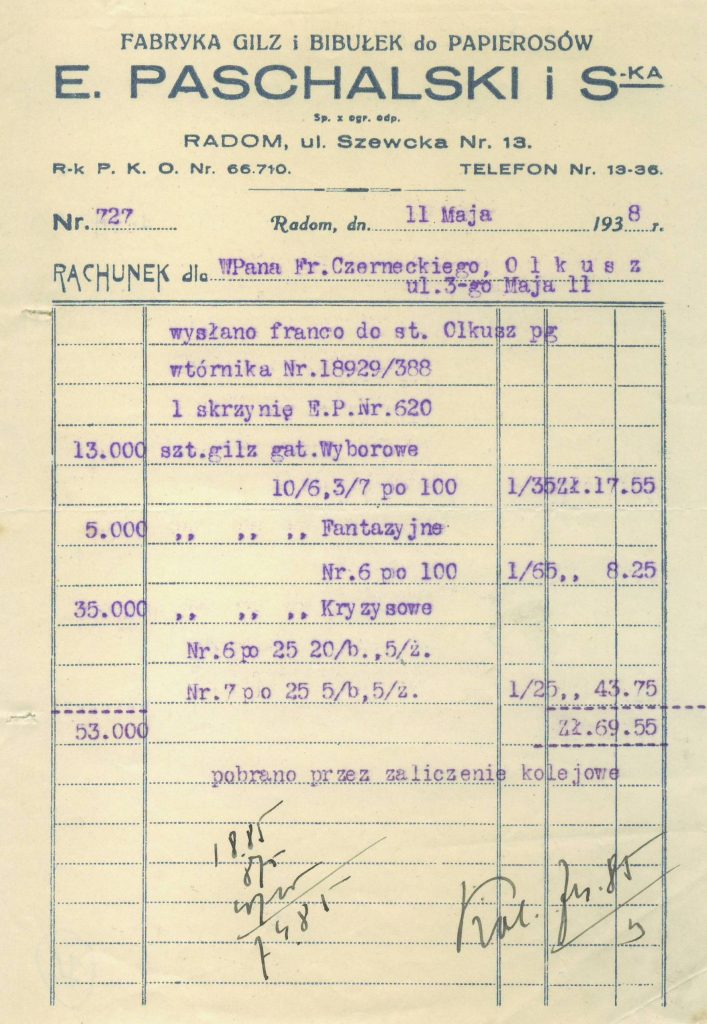 FABRYKA GILZ i BIBUŁEK do PAPIEROSÓW
E. PASCHALSKI i S-KA
Sp. z ogr. odp.
RADOM, ul. Szewcka Nr. 13.
R-k P. K. O. Nr. 66.710. TELEFON Nr. 13-36.
Nr. 727 Radom, dn. 11 Maja 1938 r.
RACHUNEK dla WPana Fr.Czerneckiego, Olkusz
ul.3-go Maja 11
wysłano franco do st. Olkusz pg
wtórnika Nr.18929/388
1 skrzynię E.P.Nr.620
13.000 szt.gilz gat.Wyborowe
10/6,3/7 po 100 1/35 Zł.17.55
5.000 ,, ,, ,, Fantazyjne
Nr.6 po 100 1/65,, 8.25
35.000 ,, ,, ,, Kryzysowe
Nr.6 po 25 20/b.,5/ż.
Nr.7 po 25 5/b,5/ż. 1/25,, 43.75
53.000 Zł.69.55
pobrano przez zaliczenie kolejowe
18.85
875